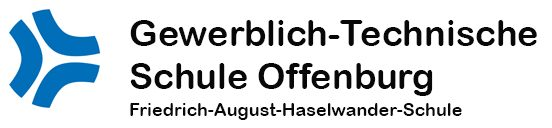 Gewerblich-Technische
Schule Offenburg
Friedrich-August-Haselwander-Schule